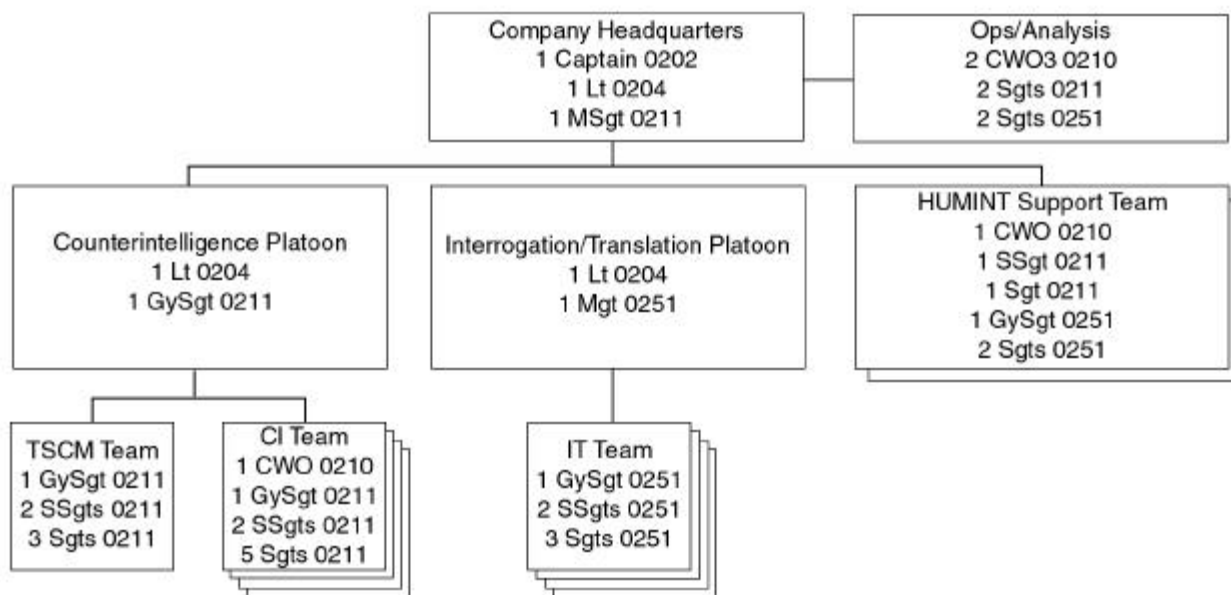 Company Headquarters
1 Captain 0202
1 Lt 0204
1 MSgt 0211
Ops/Analysis
2 CWO3 0210
2 Sgts 0211
2 Sgts 0251
Counterintelligence Platoon
1 Lt 0204
1 GySgt 0211
Interrogation/Translation Platoon
1 Lt 0204
1 Mgt 0251
HUMINT Support Team
1 CWO 0210
1 SSgt 0211
1 Sgt 0211
1 GySgt 0251
2 Sgts 0251
TSCM Team
1 GySgt 0211
2 SSgts 0211
3 Sgts 0211
CI Team
1 CWO 0210
1 GySgt 0211
2 SSgts 0211
5 Sgts 0211
IT Team
1 GySgt 0251
2 SSgts 0251
3 Sgts 0251